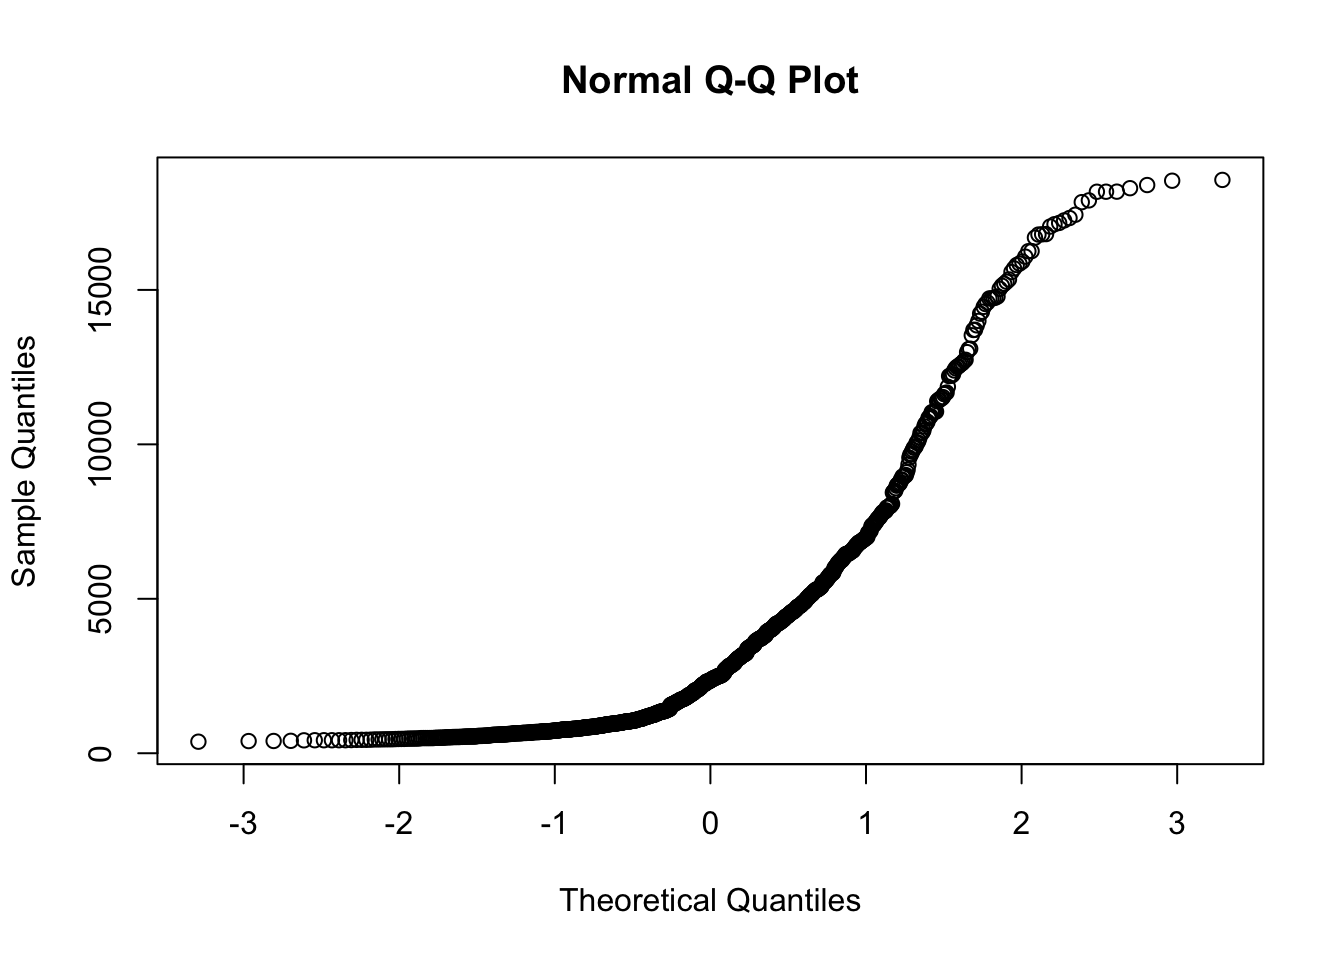 Normal Q-Q Plot
Sample Quantiles
15000
10000
5000
0
-3 -2 -1 0 1 2 3
Theoretical Quantiles